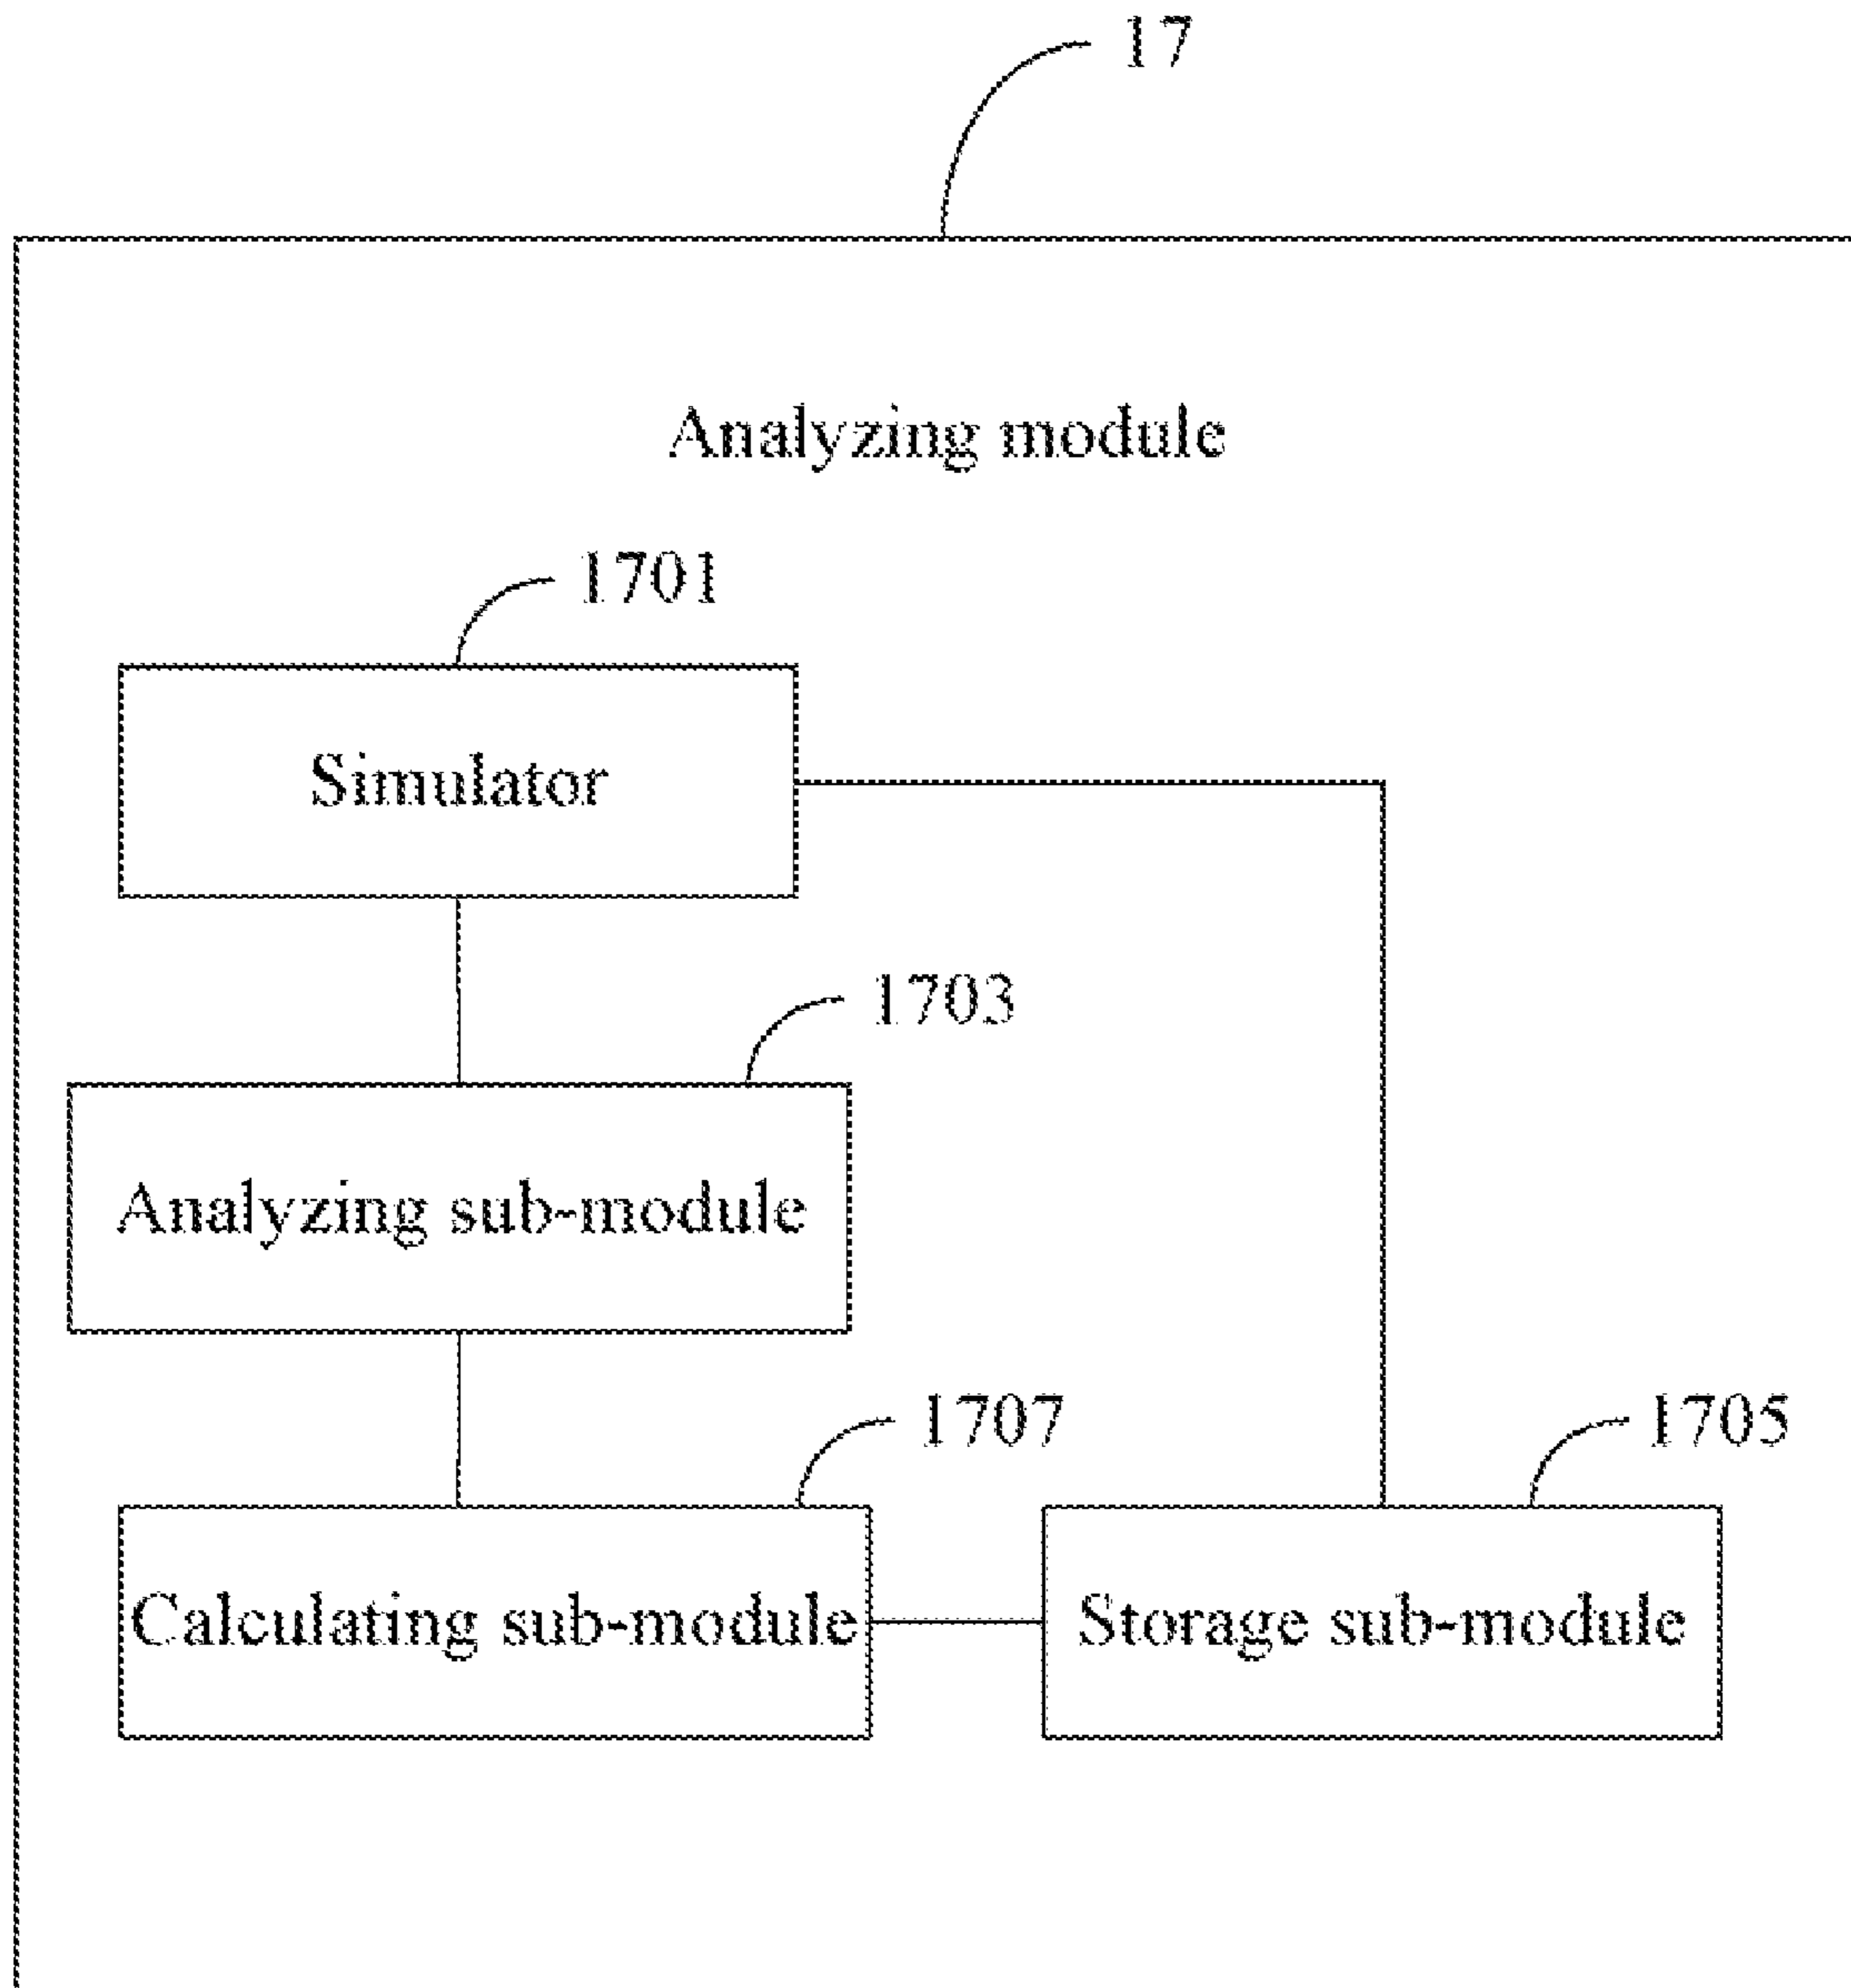 17
Analyzing module
1701
Simulator
1703
Analyzing sub-module
1707
1705
Calculating sub-module
Storage sub-module